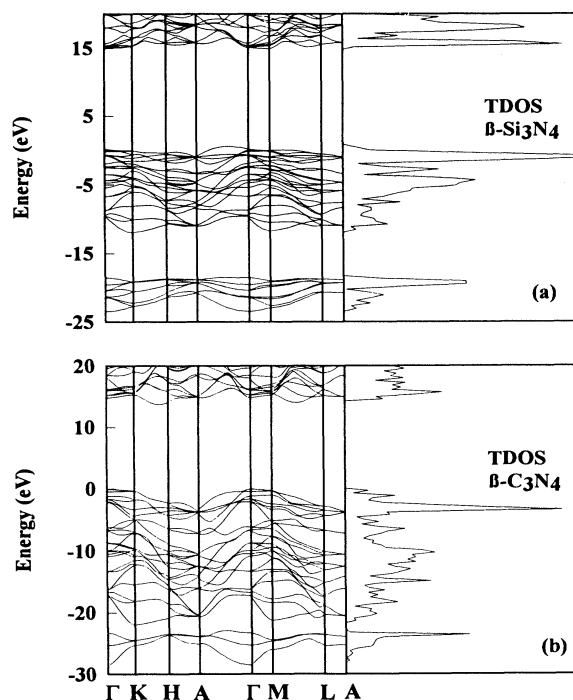 15
5
-5
-15
-25
Energy (eV)
TDOS
ß-Si3N4
(a)
20
10
0
-10
-20
-30
Energy (eV)
TDOS
ß-C3N4
(b)
Γ K H A Γ M L A